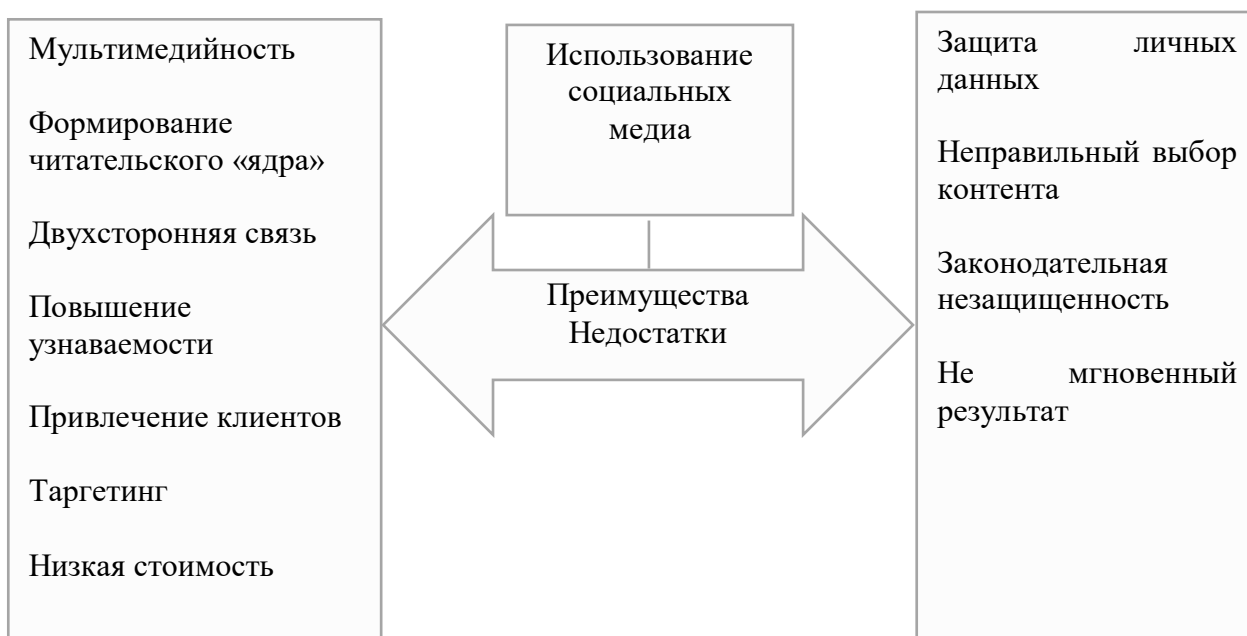 Мультимедийность
Формирование
читательского «ядра»
Двухсторонняя связь
Повышение
узнаваемости
Привлечение клиентов
Таргетинг
Низкая стоимость
Использование
социальных
медиа
Преимущества
Недостатки
Защита личных
данных
Неправильный выбор
контента
Законодательная
незащищенность
Не мгновенный
результат